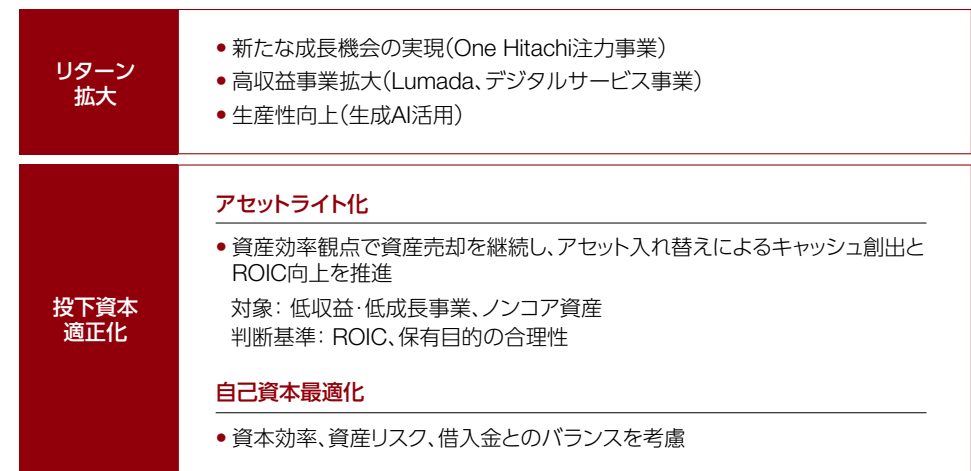 リターン
拡大
• 新たな成長機会の実現（One Hitachi注力事業）
• 高収益事業拡大（Lumada、デジタルサービス事業）
• 生産性向上（生成AI活用）
投下資本
適正化
アセットライト化
• 資産効率観点で資産売却を継続し、アセット入れ替えによるキャッシュ創出と
ROIC向上を推進
対象：低収益・低成長事業、ノンコア資産
判断基準：ROIC、保有目的の合理性
自己資本最適化
• 資本効率、資産リスク、借入金とのバランスを考慮